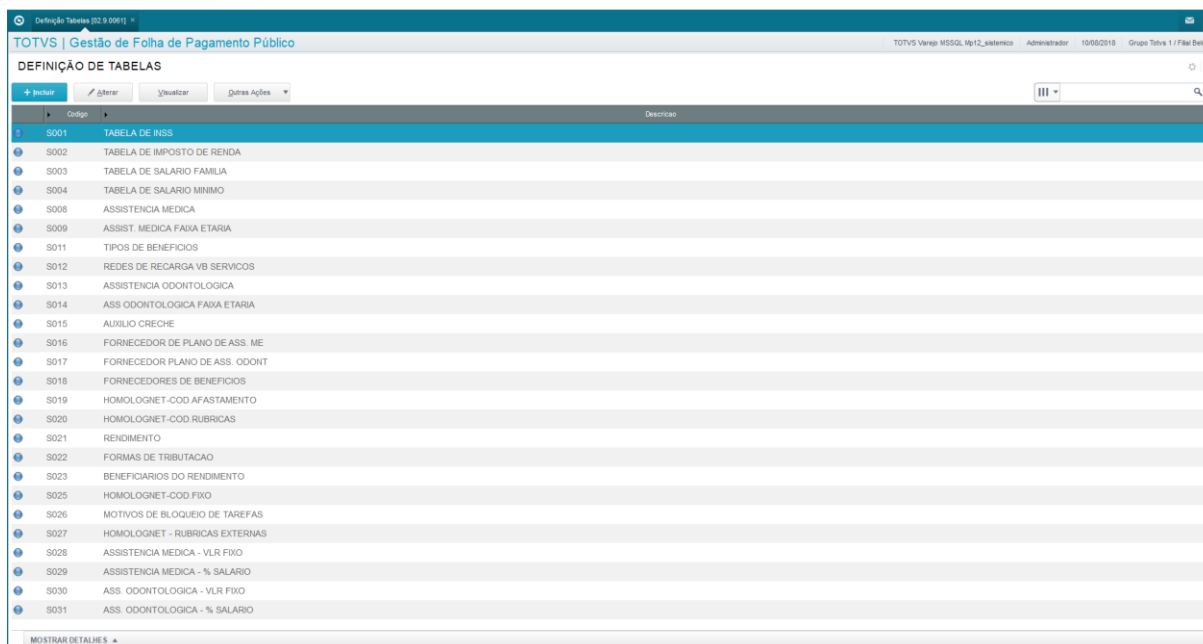 Definição Tabelas [02.9.0061] ×
TOTVS | Gestão de Folha de Pagamento Público
TOTVS Varejo MSSQL Mp12_sistemico Administrador 10/08/2018 Grupo Totvs 1 / Filial Bel
DEFINIÇÃO DE TABELAS
+ Incluir Alterar Visualizar Outras Ações
Codigo Descricao
S001 TABELA DE INSS
S002 TABELA DE IMPOSTO DE RENDA
S003 TABELA DE SALARIO FAMILIA
S004 TABELA DE SALARIO MINIMO
S008 ASSISTENCIA MEDICA
S009 ASSIST. MEDICA FAIXA ETARIA
S011 TIPOS DE BENEFICIOS
S012 REDES DE RECARGA VB SERVICOS
S013 ASSISTENCIA ODONTOLOGICA
S014 ASS ODONTOLOGICA FAIXA ETARIA
S015 AUXILIO CRECHE
S016 FORNECEDOR DE PLANO DE ASS. ME
S017 FORNECEDOR PLANO DE ASS. ODONT
S018 FORNECEDORES DE BENEFICIOS
S019 HOMOLOGNET-COD.AFASTAMENTO
S020 HOMOLOGNET-COD.RUBRICAS
S021 RENDIMENTO
S022 FORMAS DE TRIBUTACAO
S023 BENEFICIARIOS DO RENDIMENTO
S025 HOMOLOGNET-COD.FIXO
S026 MOTIVOS DE BLOQUEIO DE TAREFAS
S027 HOMOLOGNET - RUBRICAS EXTERNAS
S028 ASSISTENCIA MEDICA - VLR FIXO
S029 ASSISTENCIA MEDICA - % SALARIO
S030 ASS. ODONTOLOGICA - VLR FIXO
S031 ASS. ODONTOLOGICA - % SALARIO
MOSTRAR DETALHES